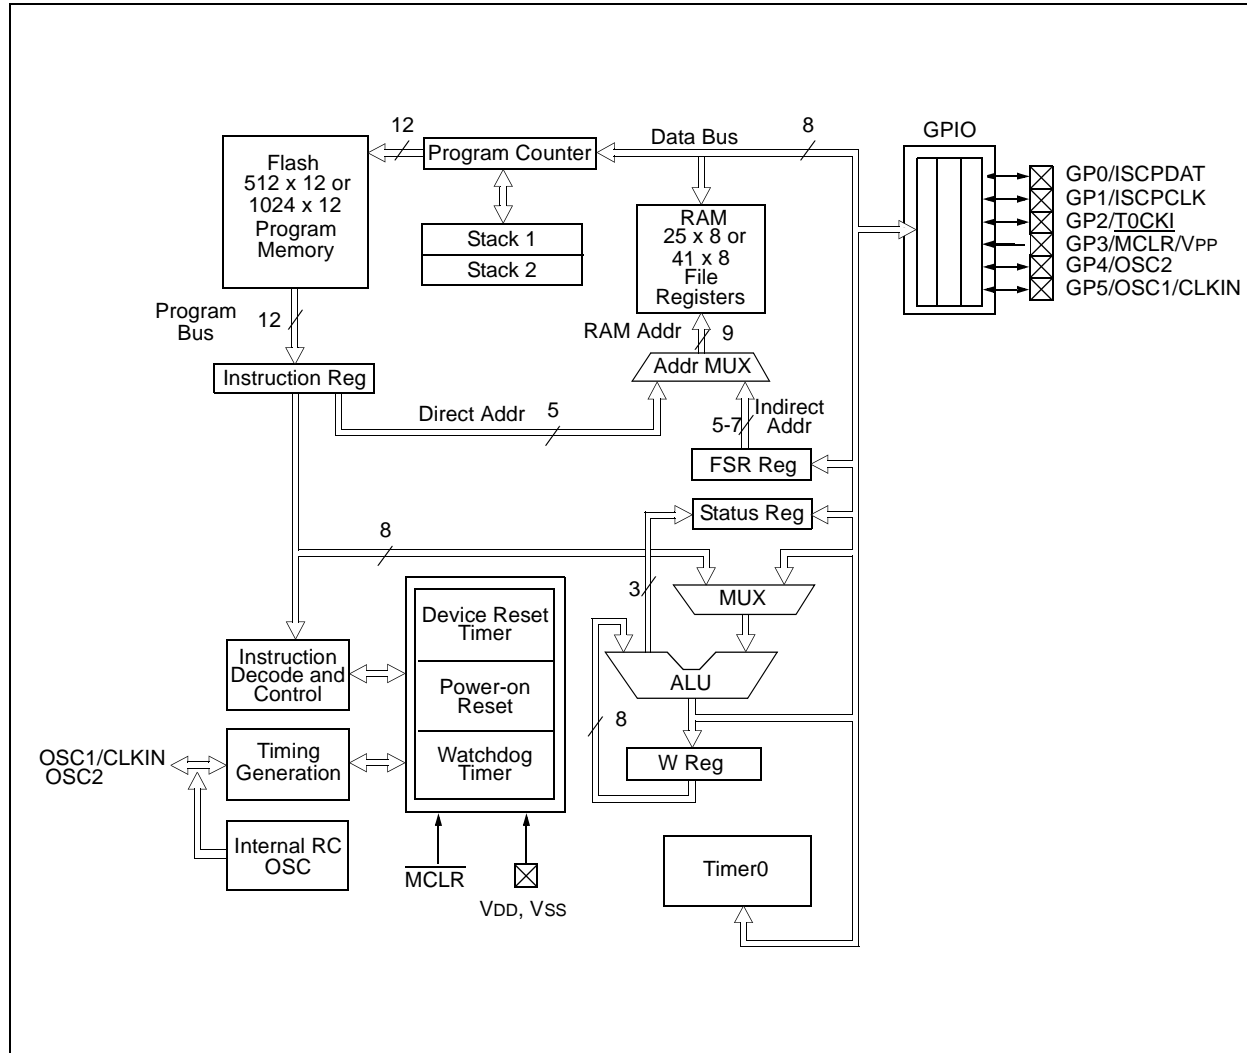 12
Data Bus
8
GPIO
Flash
512 x 12 or
1024 x 12
Program
Memory
Program Counter
Stack 1
Stack 2
RAM
25 x 8 or
41 x 8
File
Registers
GP0/ISCPDAT
GP1/ISCPCLK
GP2/T0CKI
GP3/MCLR/VPP
GP4/OSC2
GP5/OSC1/CLKIN
Program
Bus
12
RAM Addr
9
Instruction Reg
Addr MUX
Direct Addr
5
5-7
Indirect
Addr
FSR Reg
Status Reg
8
3
MUX
Device Reset
Timer
Instruction
Decode and
Control
Power-on
Reset
ALU
8
OSC1/CLKIN
OSC2
Timing
Generation
Watchdog
Timer
W Reg
Internal RC
OSC
MCLR
VDD, VSS
Timer0